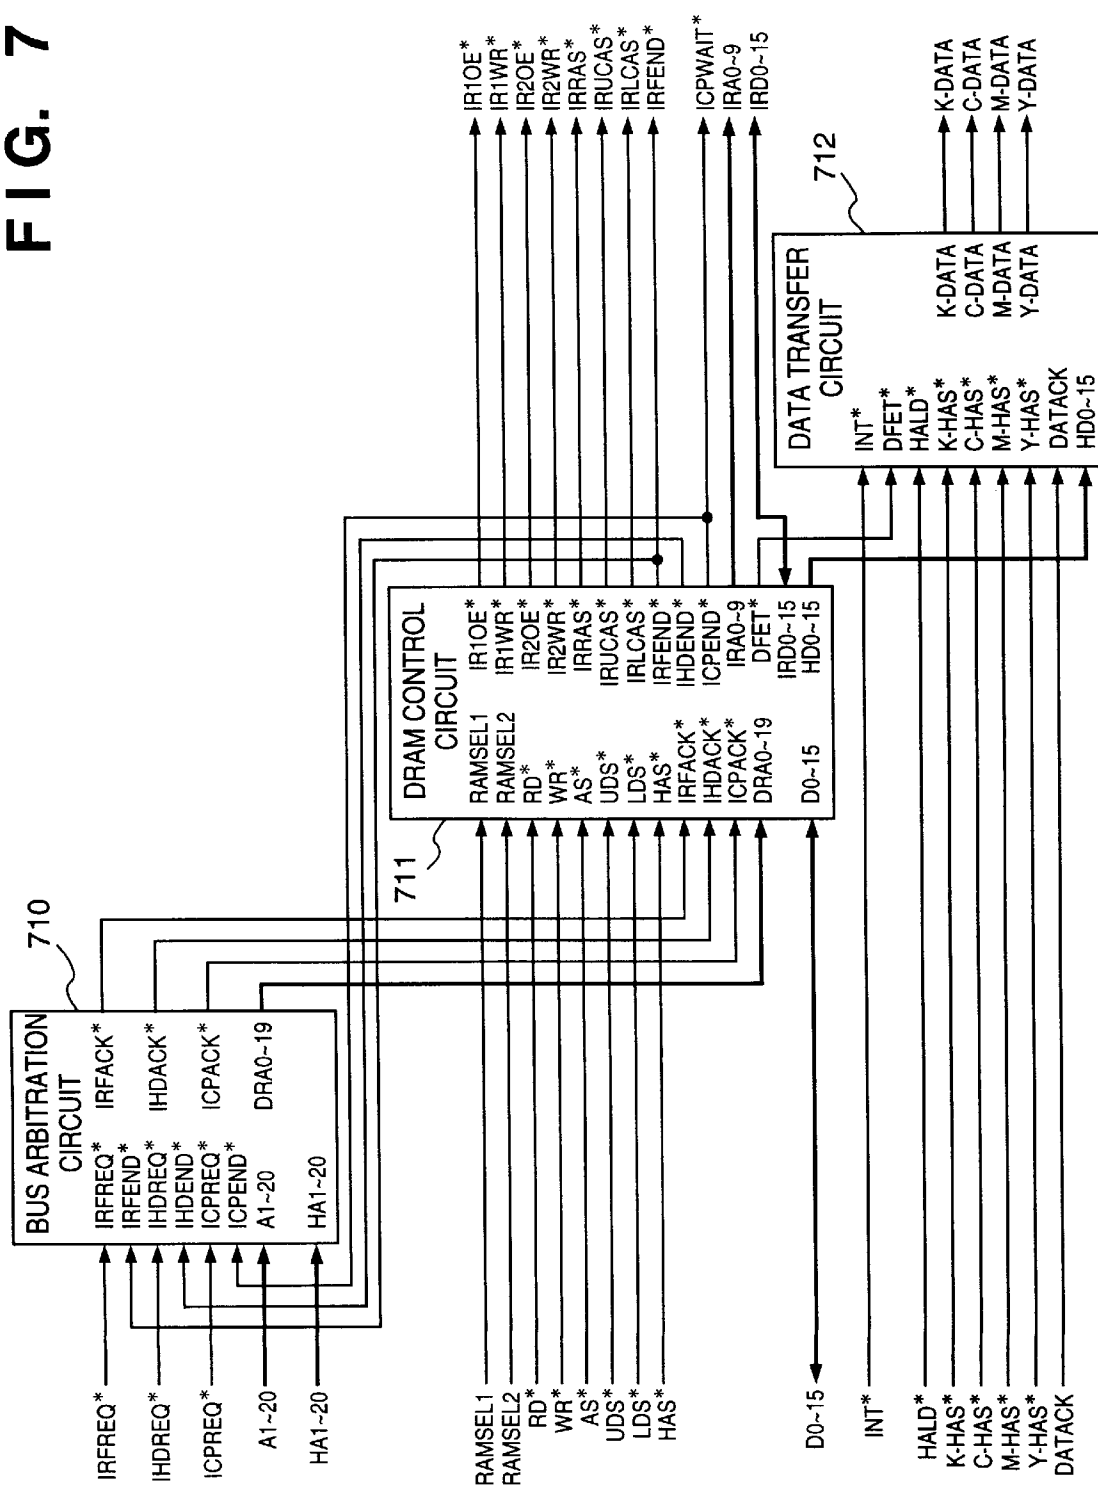 FIG. 7
BUS ARBITRATION
CIRCUIT
710
IRFREQ*
IHDREQ*
ICPREQ*
A1~20
HA1~20
IRFREQ*
IRFEND*
IHDREQ*
IHDEND*
ICPREQ*
ICPEND*
A1~20
HA1~20
IRFACK*
IHDACK*
ICPACK*
DRA0~19
DRAM CONTROL
CIRCUIT
711
RAMSEL1
RAMSEL2
RD*
WR*
AS*
UDS*
LDS*
HAS*
D0~15
RAMSEL1
RAMSEL2
RD*
WR*
AS*
UDS*
LDS*
HAS*
IRFACK*
IHDACK*
ICPACK*
DRA0~19
D0~15
IR1OE*
IR1WR*
IR2OE*
IR2WR*
IRRAS*
IRUCAS*
IRLCAS*
IRFEND*
IHDEND*
ICPEND*
IRA0~9
DFET*
IRD0~15
HD0~15
IR1OE*
IR1WR*
IR2OE*
IR2WR*
IRRAS*
IRUCAS*
IRLCAS*
IRFEND*
ICPWAIT*
IRA0~9
IRD0~15
DATA TRANSFER
CIRCUIT
712
INT*
HALD*
K-HAS*
C-HAS*
M-HAS*
Y-HAS*
DATACK
INT*
DFET*
HALD*
K-HAS*
C-HAS*
M-HAS*
Y-HAS*
DATACK
HD0~15
K-DATA
C-DATA
M-DATA
Y-DATA
K-DATA
C-DATA
M-DATA
Y-DATA